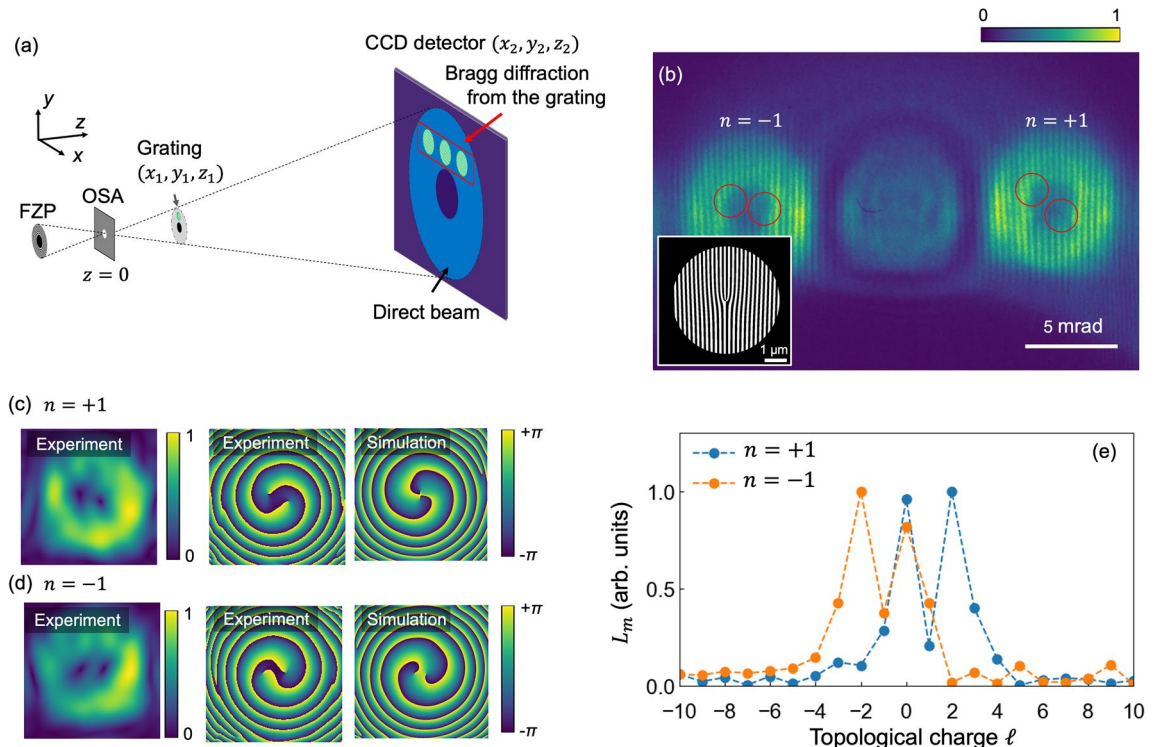 (a)
CCD detector (x₂, y₂, z₂)
Bragg diffraction
from the grating
y
z
x
Grating
(x₁, y₁, z₁)
OSA
FZP
z = 0
Direct beam
0 1
(b)
n = −1
n = +1
1 μm
5 mrad
(c) n = +1
Experiment
1
0
Experiment
Simulation
+π
-π
(d) n = −1
Experiment
1
0
Experiment
Simulation
+π
-π
(e)
n = +1
n = −1
1.0
0.5
0.0
L_m (arb. units)
−10 −8 −6 −4 −2 0 2 4 6 8 10
Topological charge ℓ